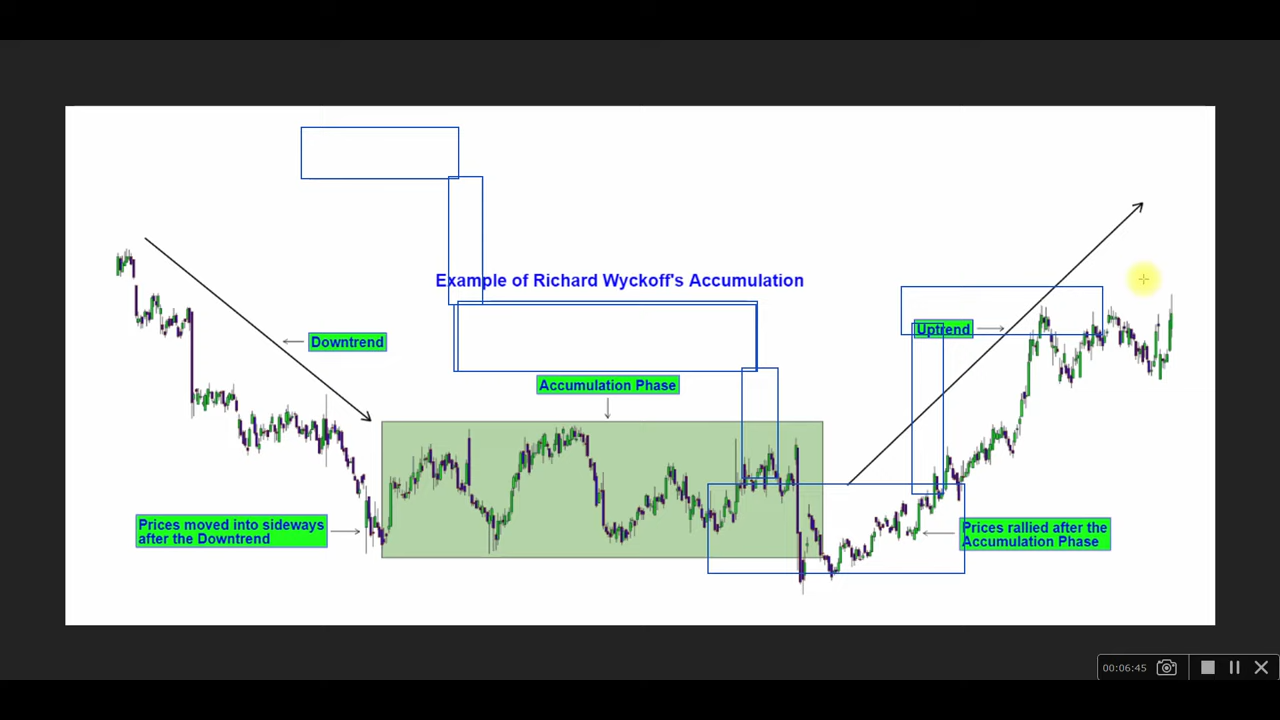 Example of Richard Wyckoff's Accumulation
Uptrend
Downtrend
Accumulation Phase
Prices moved into sideways
after the Downtrend
Prices rallied after the
Accumulation Phase
00:06:45